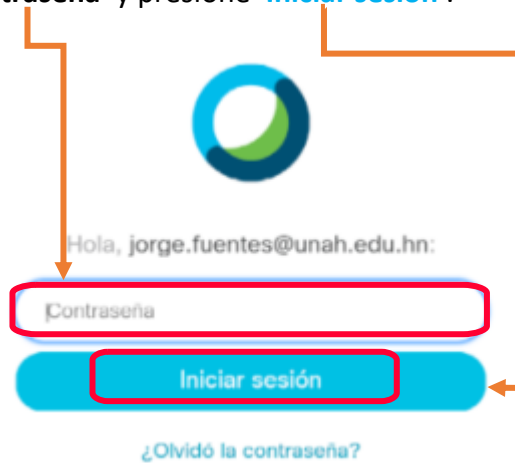 traseña" y presione "Iniciar sesión".
Hola, jorge.fuentes@unah.edu.hn:
Contraseña
Iniciar sesión
¿Olvidó la contraseña?